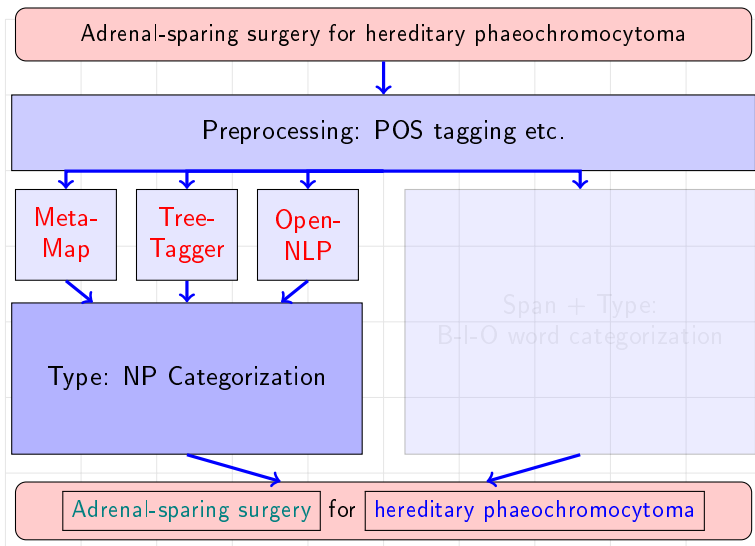 Adrenal-sparing surgery for hereditary phaeochromocytoma
Preprocessing: POS tagging etc.
Meta-
Map
Tree-
Tagger
Open-
NLP
Span + Type:
B-I-O word categorization
Type: NP Categorization
Adrenal-sparing surgery for hereditary phaeochromocytoma